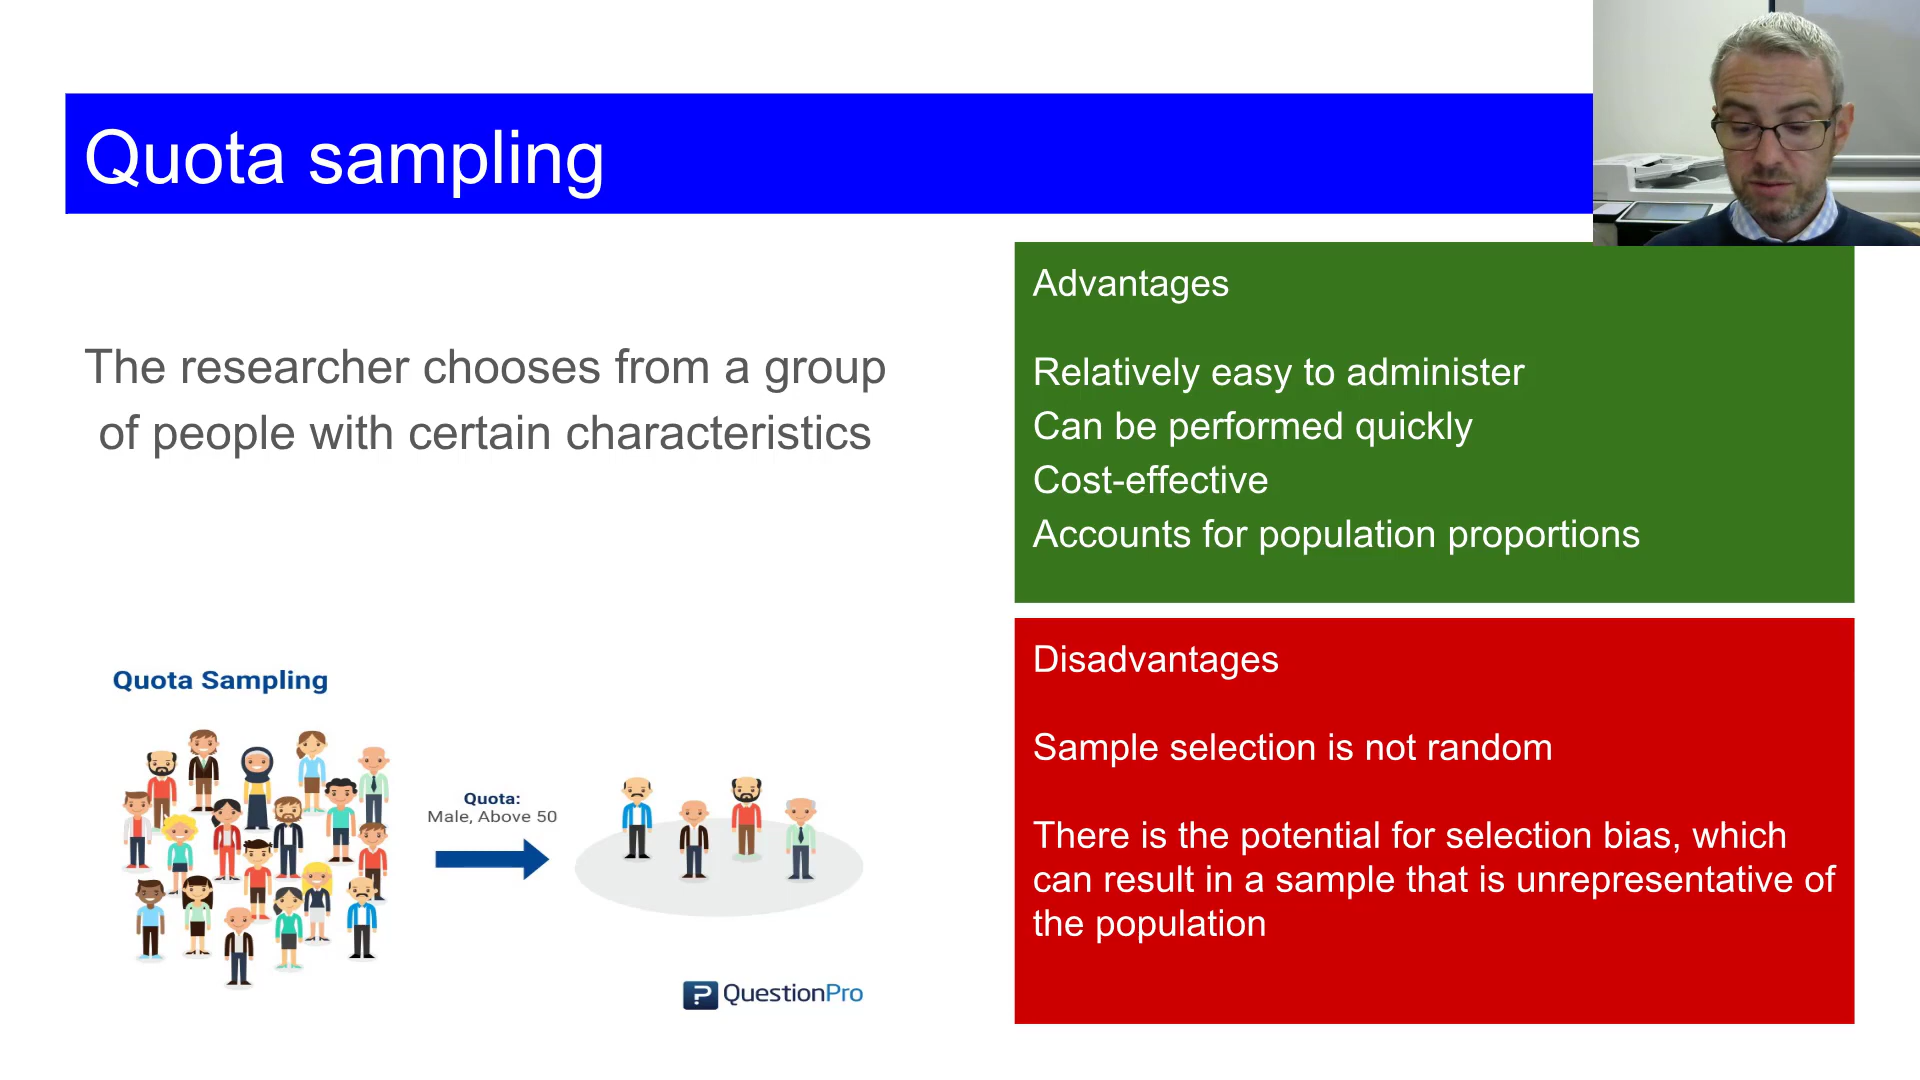 Quota sampling
The researcher chooses from a group
of people with certain characteristics
Quota Sampling
Quota:
Male, Above 50
QuestionPro
Advantages
Relatively easy to administer
Can be performed quickly
Cost-effective
Accounts for population proportions
Disadvantages
Sample selection is not random
There is the potential for selection bias, which
can result in a sample that is unrepresentative of
the population